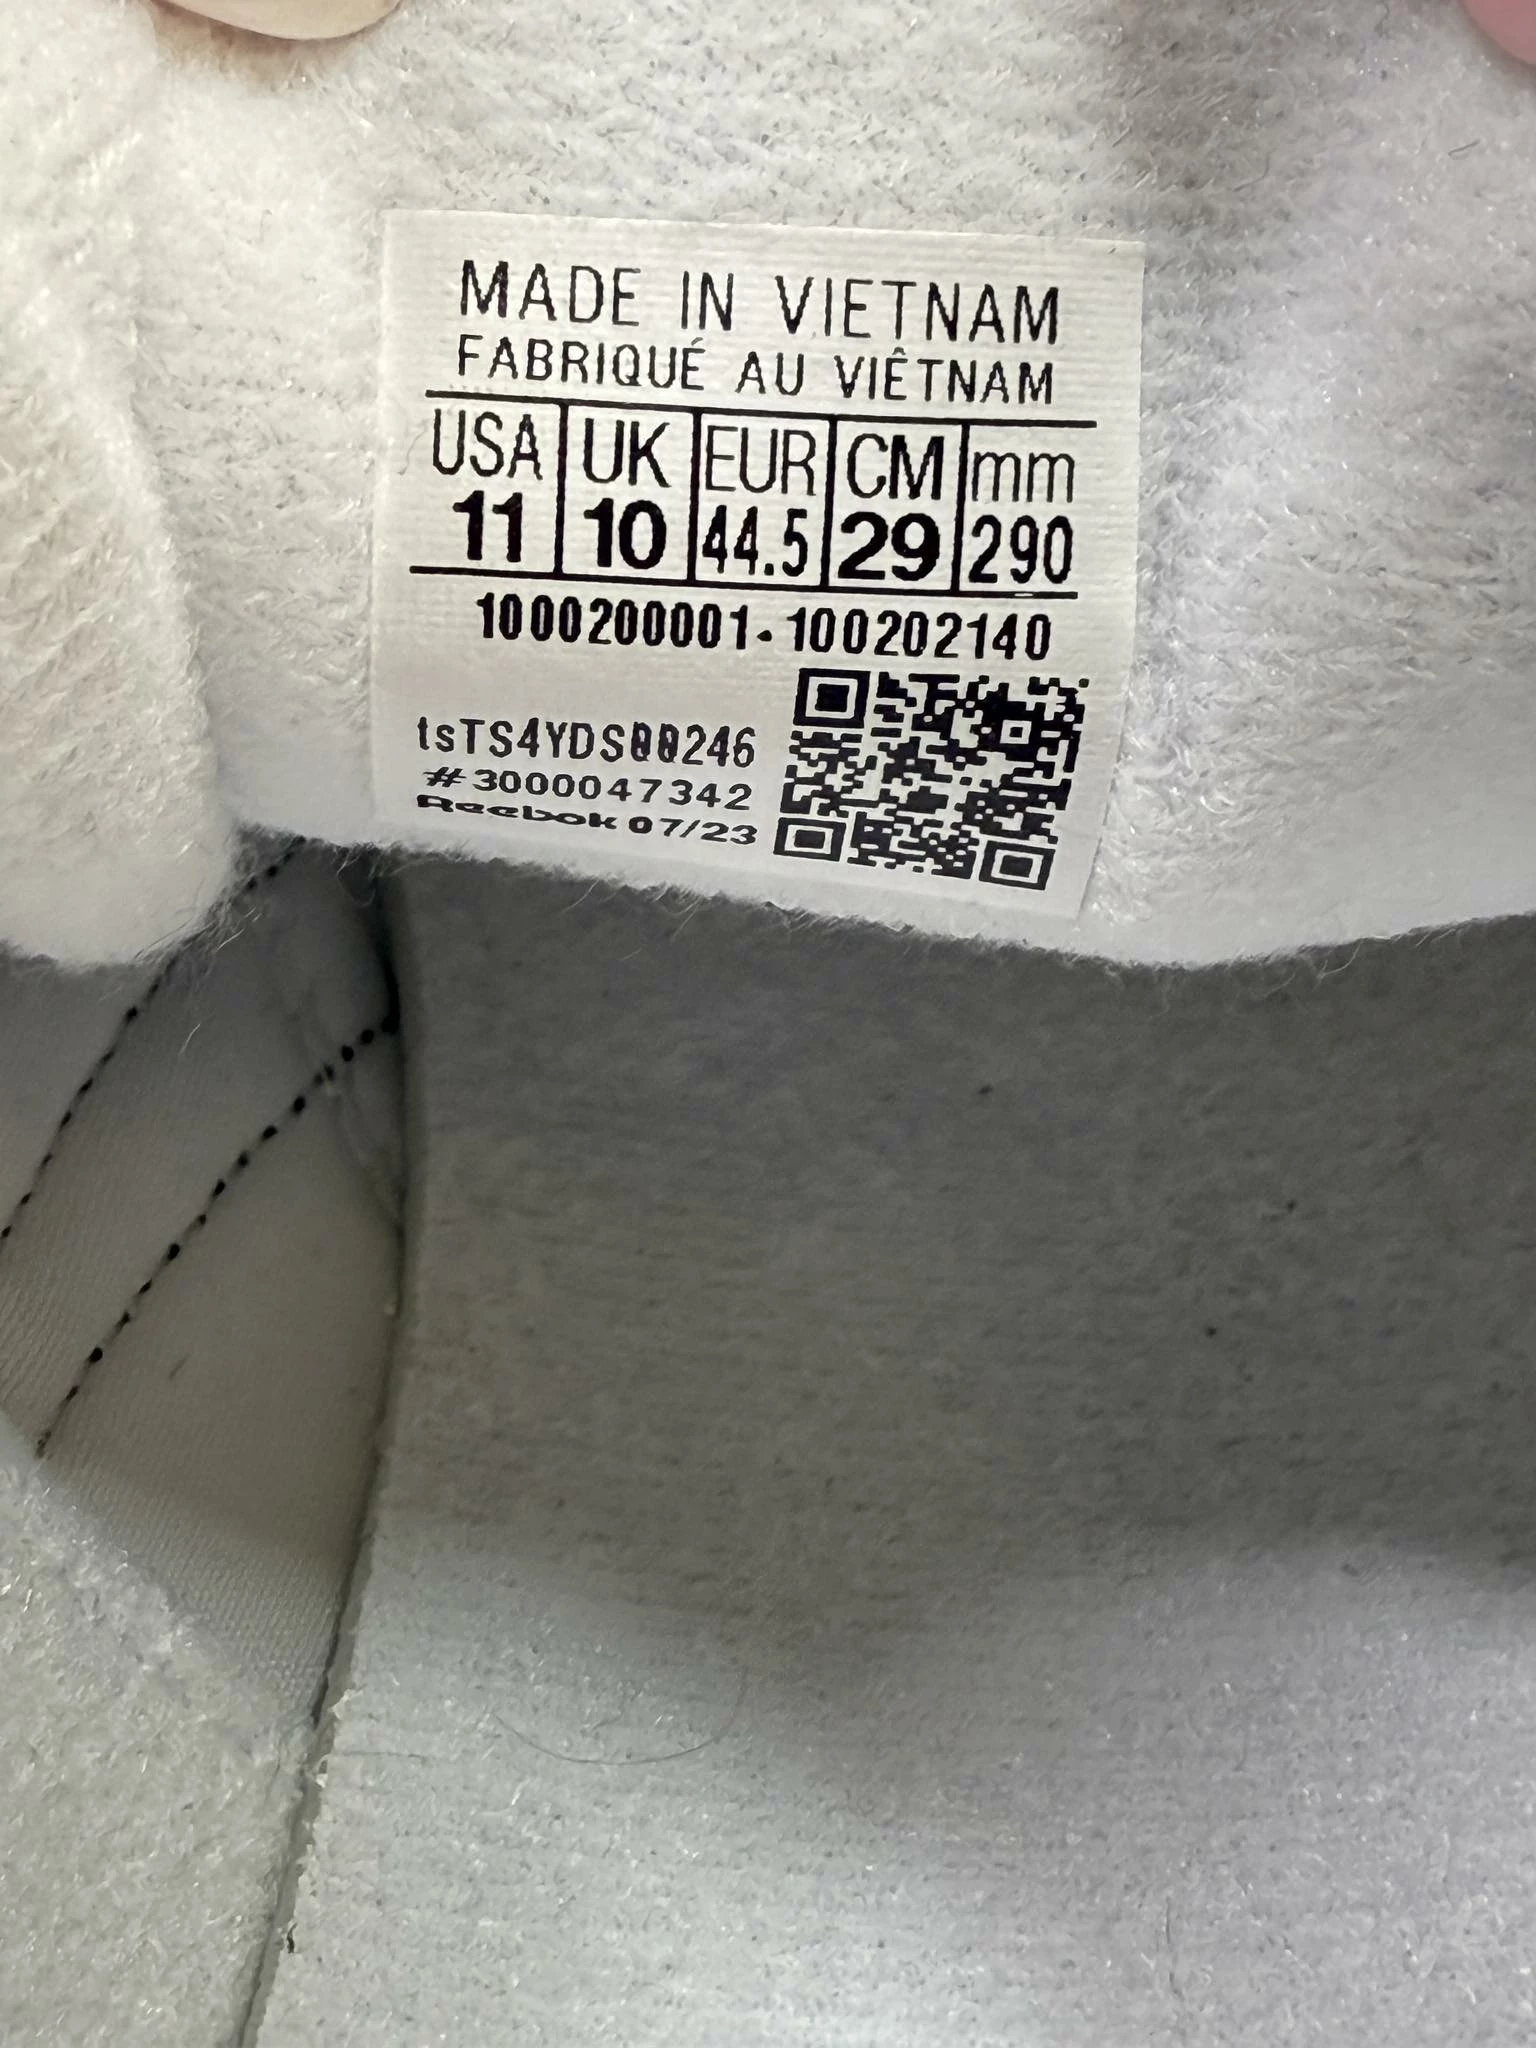 MADE IN VIETNAM
FABRIQUÉ AU VIÊTNAM
USA UK EUR CM mm
11 10 44.5 29 290
1000200001-100202140
tsTS4YDS00246
#3000047342
Reebok 07/23